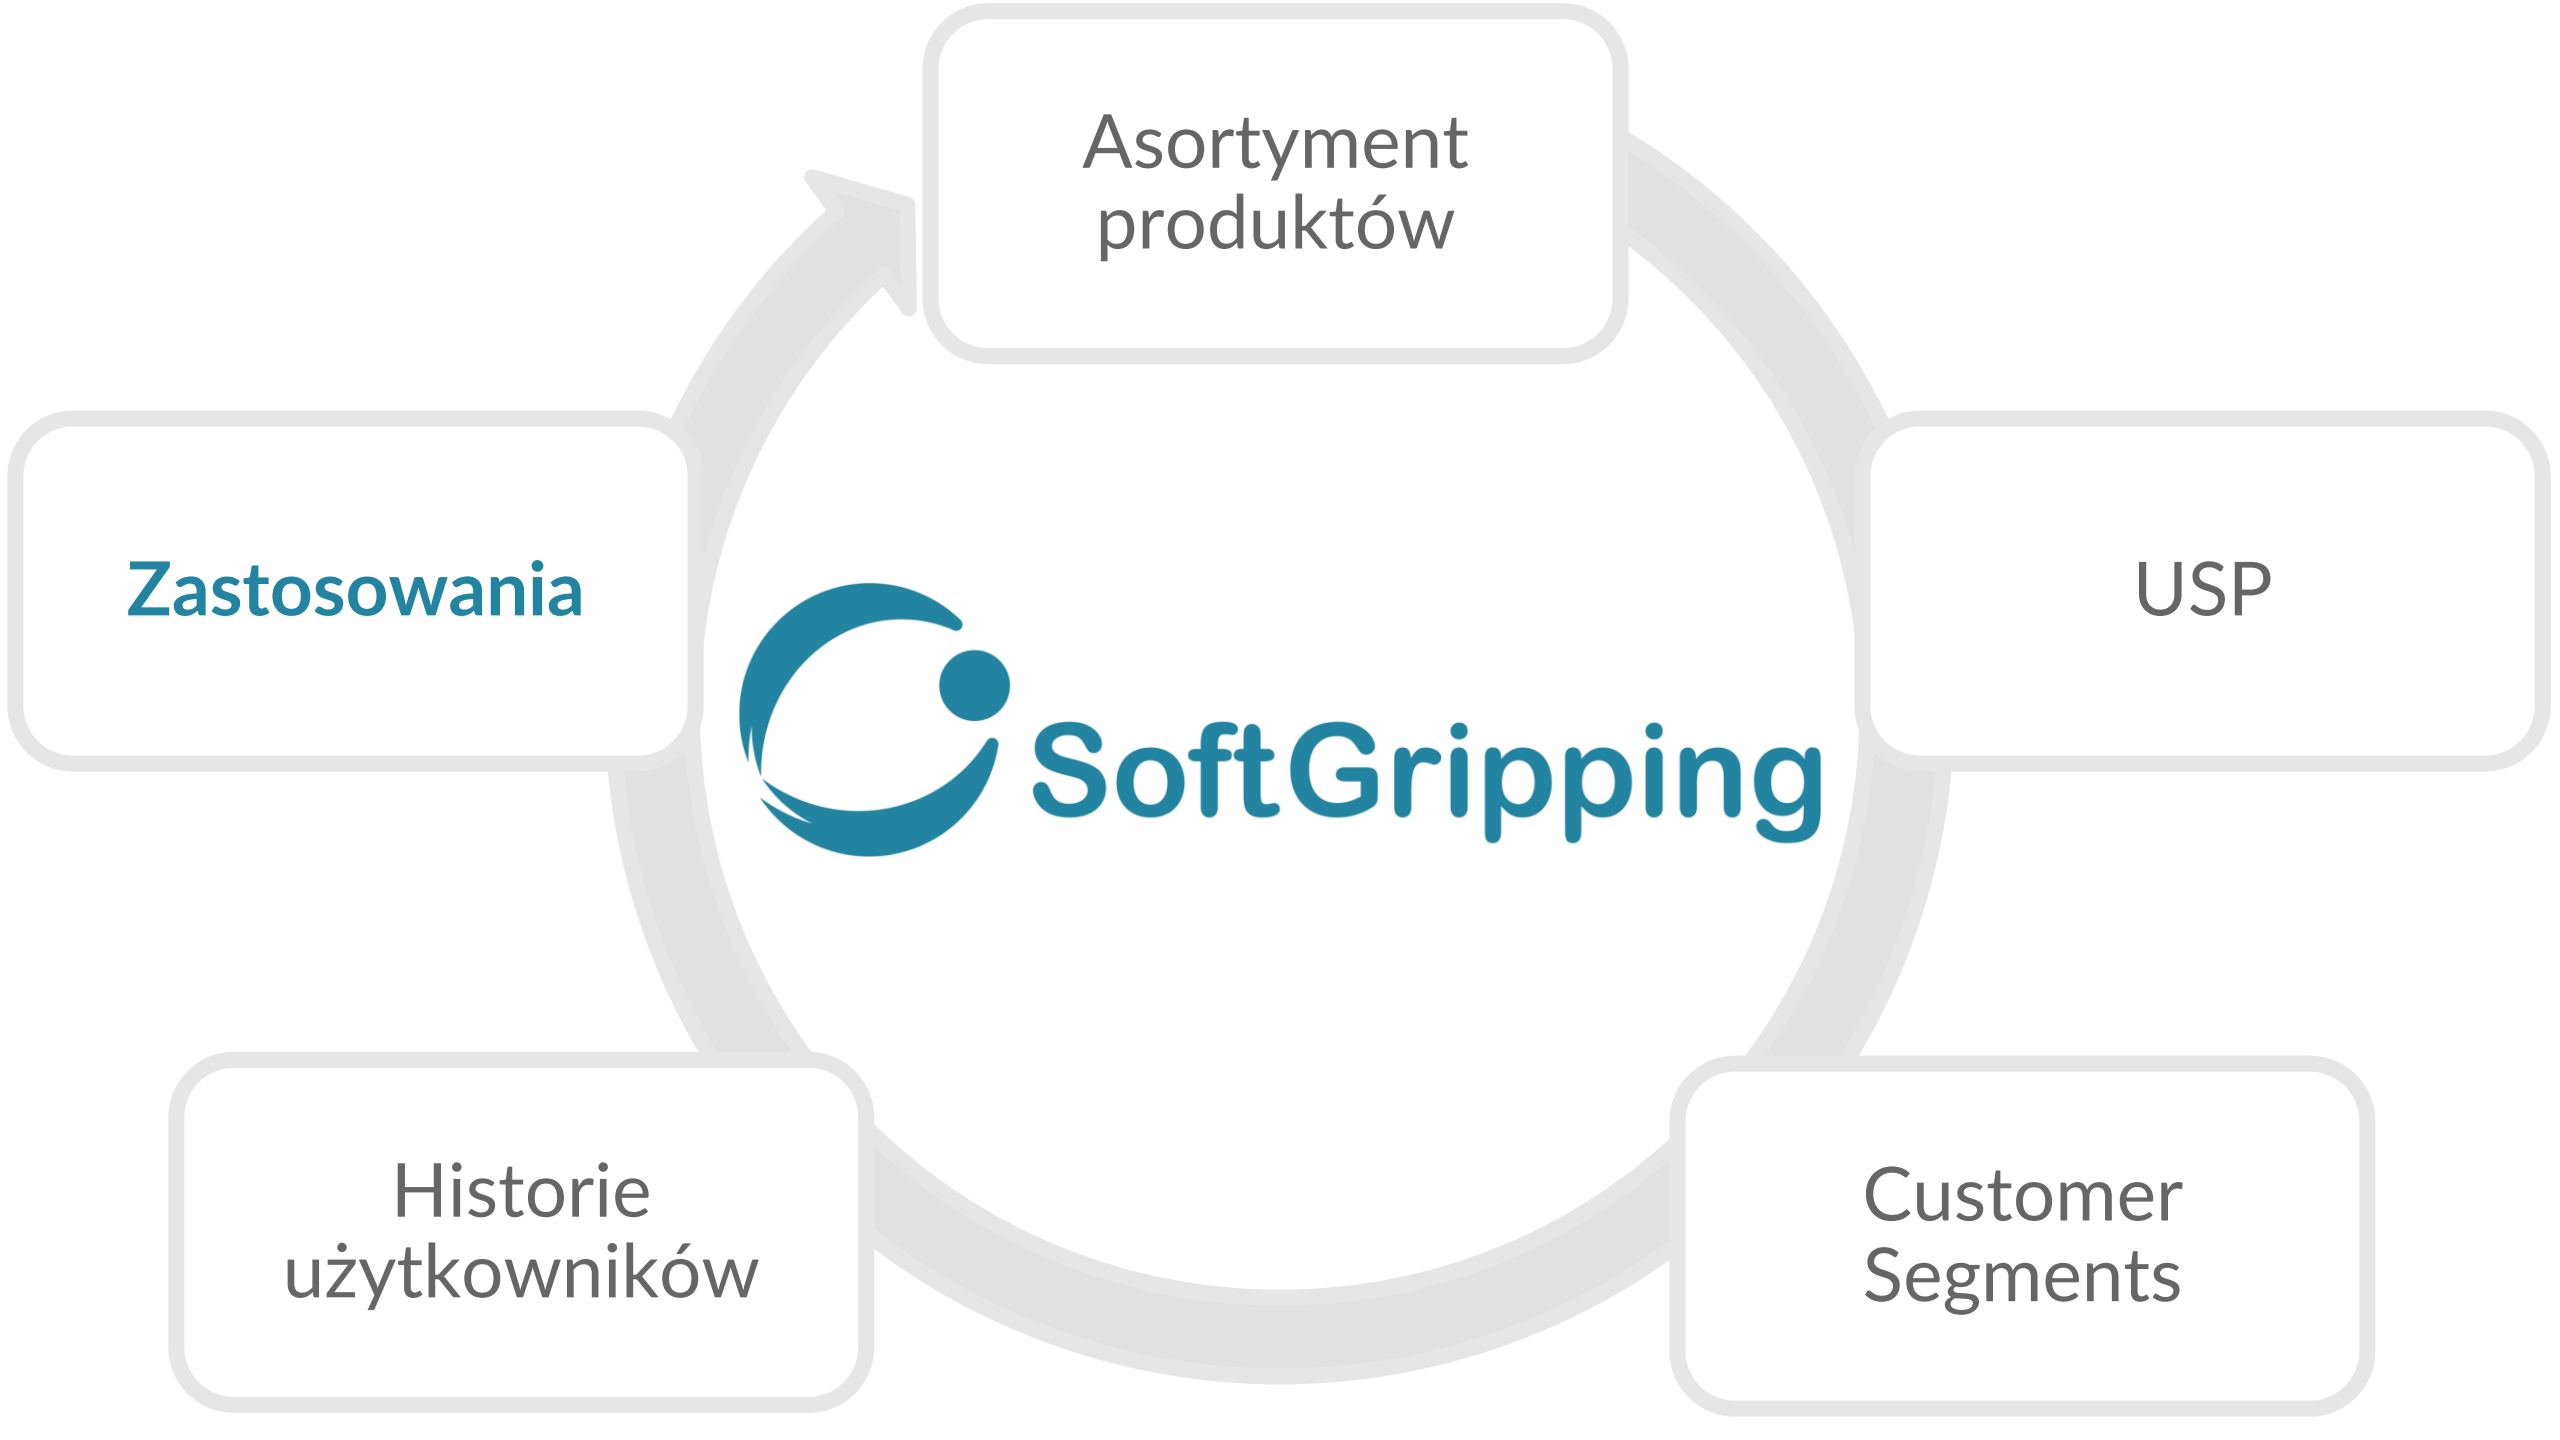 Asortyment
produktów
Zastosowania
USP
SoftGripping
Historie
użytkowników
Customer
Segments